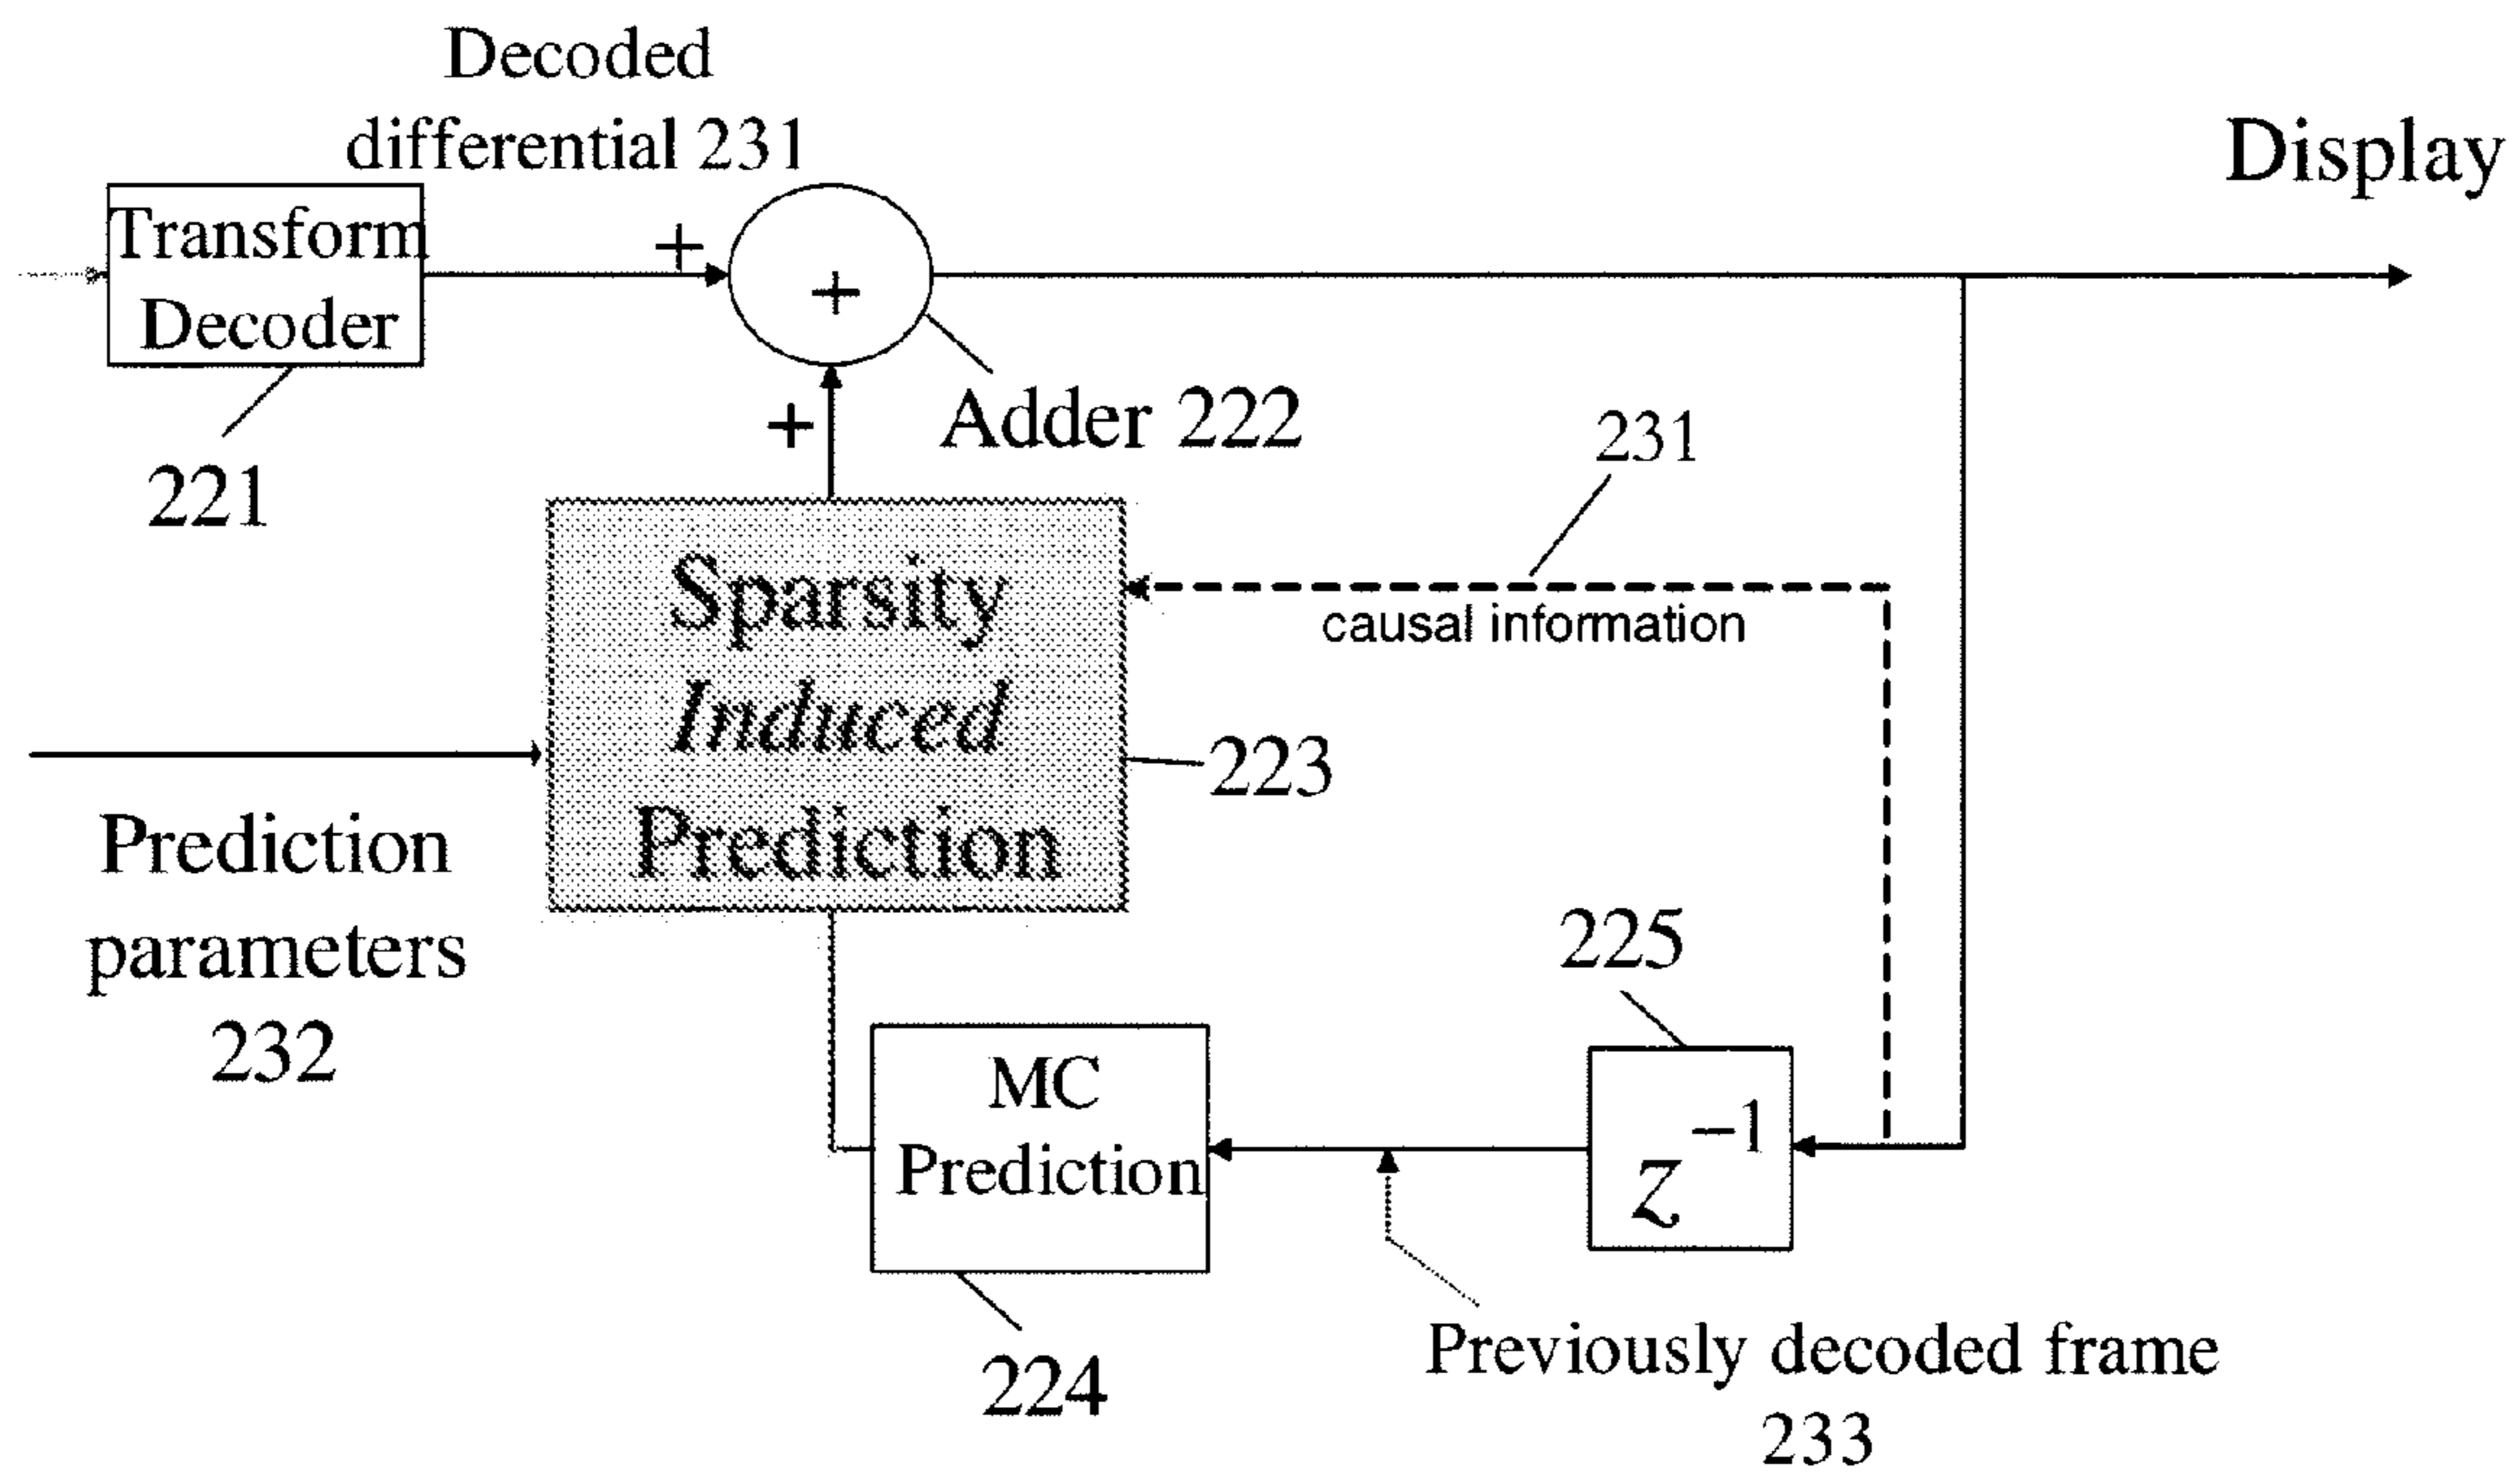 Decoded
differential 231
Display
Transform
Decoder
+
+
+
Adder 222
221
231
causal information
Sparsity
Induced
Prediction
223
Prediction
parameters
232
225
MC
Prediction
z⁻¹
224
Previously decoded frame
233